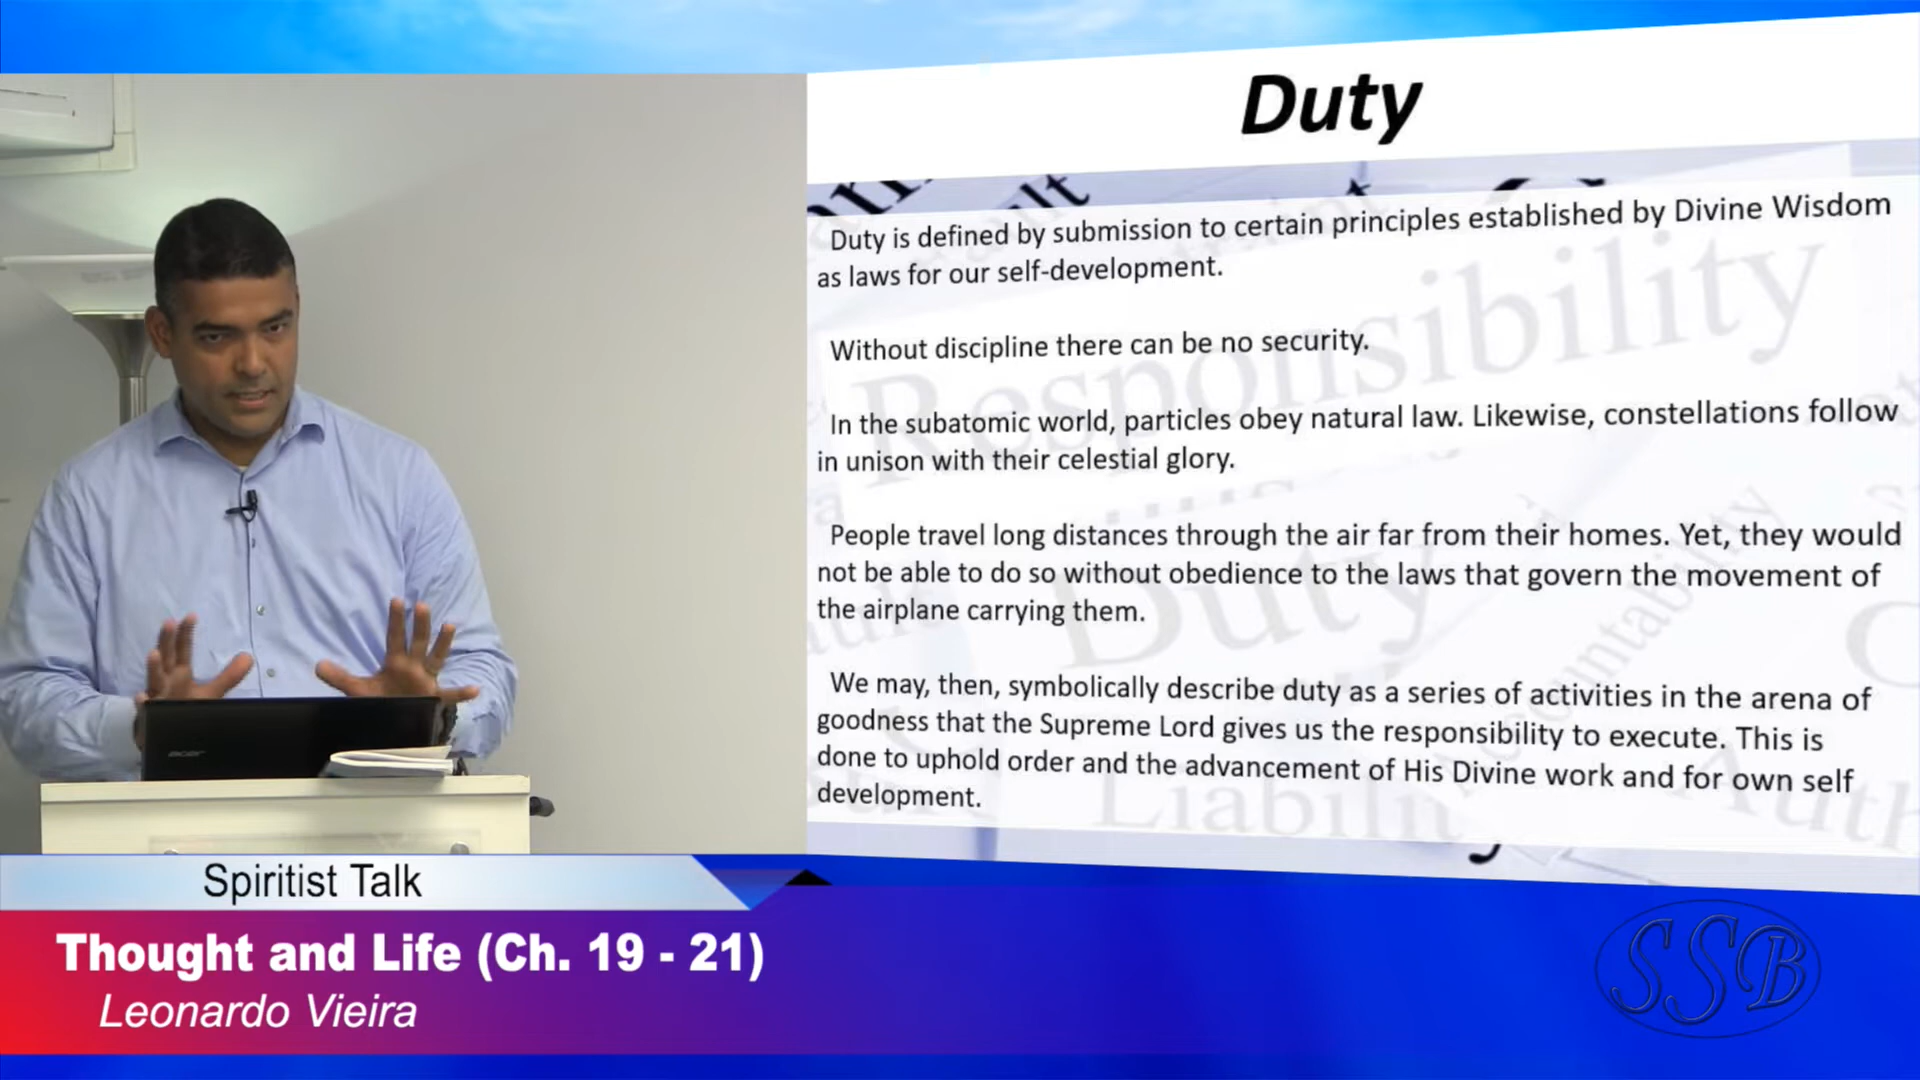 Duty
Duty is defined by submission to certain principles established by Divine Wisdom
as laws for our self-development.
Without discipline there can be no security.
In the subatomic world, particles obey natural law. Likewise, constellations follow
in unison with their celestial glory.
People travel long distances through the air far from their homes. Yet, they would
not be able to do so without obedience to the laws that govern the movement of
the airplane carrying them.
We may, then, symbolically describe duty as a series of activities in the arena of
goodness that the Supreme Lord gives us the responsibility to execute. This is
done to uphold order and the advancement of His Divine work and for own self
development.
Responsibility
Duty
acer
Spiritist Talk
Thought and Life (Ch. 19 - 21)
Leonardo Vieira
SSB